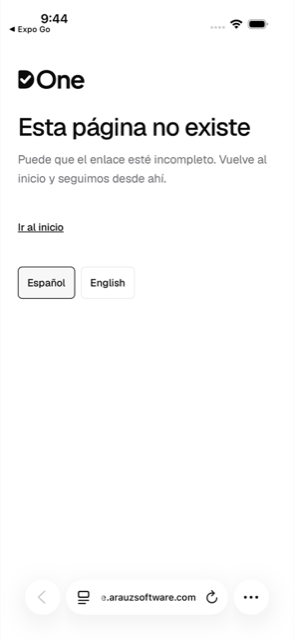 9:44
◀ Expo Go
One
Esta página no existe
Puede que el enlace esté incompleto. Vuelve al
inicio y seguimos desde ahí.
Ir al inicio
Español
English
e.arauzsoftware.com